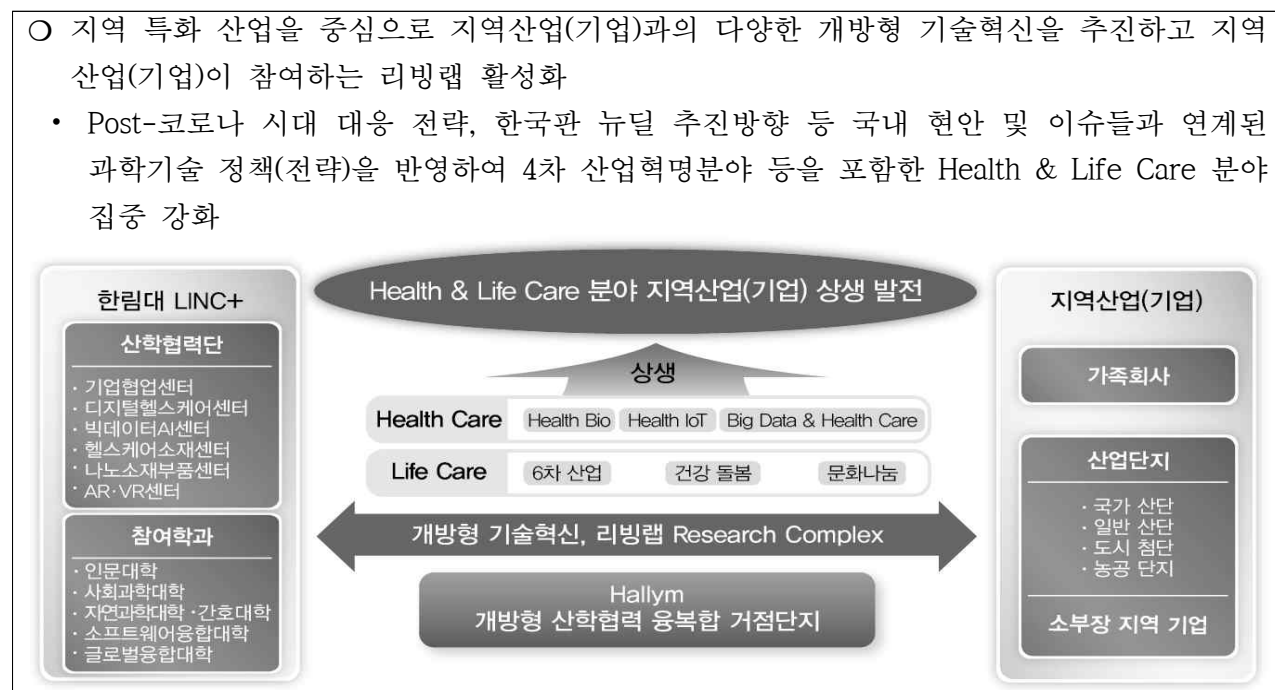 ❍ 지역 특화 산업을 중심으로 지역산업(기업)과의 다양한 개방형 기술혁신을 추진하고 지역
산업(기업)이 참여하는 리빙랩 활성화
• Post-코로나 시대 대응 전략, 한국판 뉴딜 추진방향 등 국내 현안 및 이슈들과 연계된
과학기술 정책(전략)을 반영하여 4차 산업혁명분야 등을 포함한 Health & Life Care 분야
집중 강화
한림대 LINC+
산학협력단
· 기업협업센터
· 디지털헬스케어센터
· 빅데이터AI센터
· 헬스케어소재센터
· 나노소재부품센터
· AR·VR센터
참여학과
· 인문대학
· 사회과학대학
· 자연과학대학 ·간호대학
· 소프트웨어융합대학
· 글로벌융합대학
Health & Life Care 분야 지역산업(기업) 상생 발전
상생
Health Care Health Bio Health IoT Big Data & Health Care
Life Care 6차 산업 건강 돌봄 문화나눔
개방형 기술혁신, 리빙랩 Research Complex
Hallym
개방형 산학협력 융복합 거점단지
지역산업(기업)
가족회사
산업단지
· 국가 산단
· 일반 산단
· 도시 첨단
· 농공 단지
소부장 지역 기업